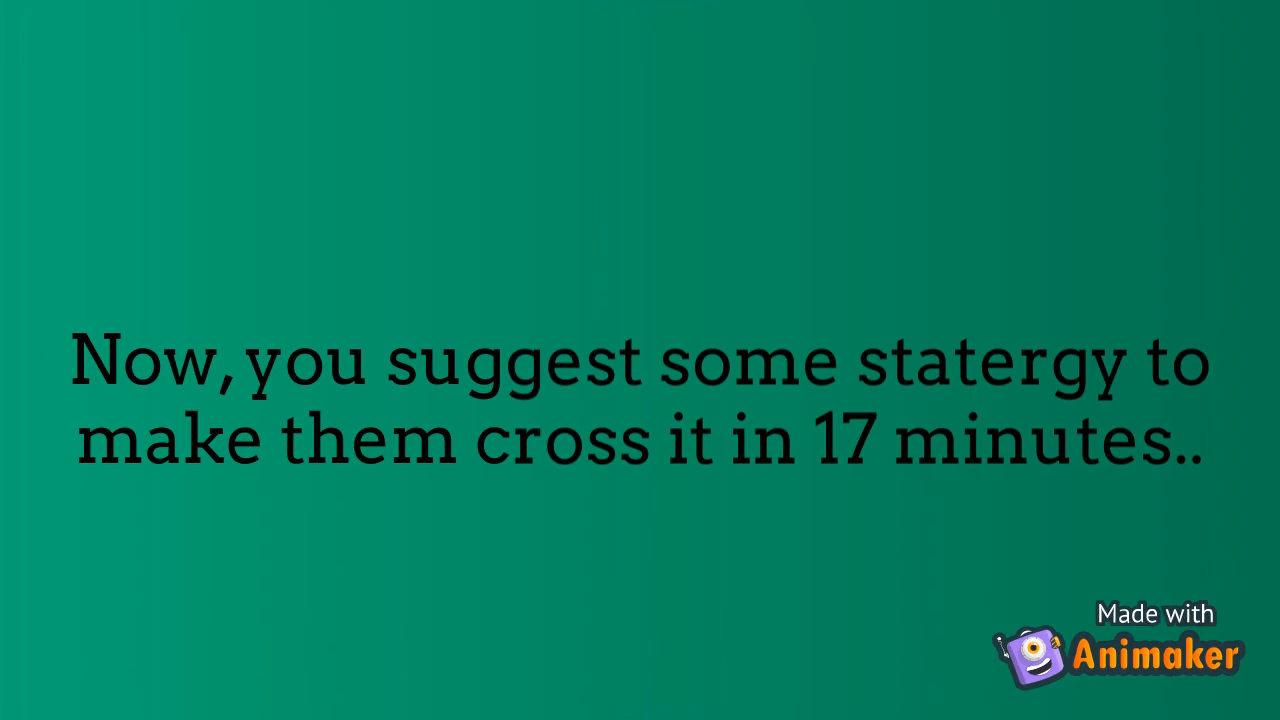 Now, you suggest some statergy to
make them cross it in 17 minutes..
Made with
Animaker